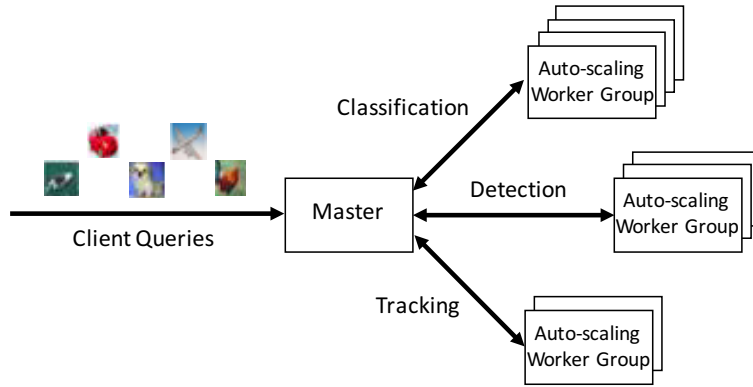 Auto-scaling
Worker Group
Classification
Detection
Master
Auto-scaling
Worker Group
Client Queries
Tracking
Auto-scaling
Worker Group